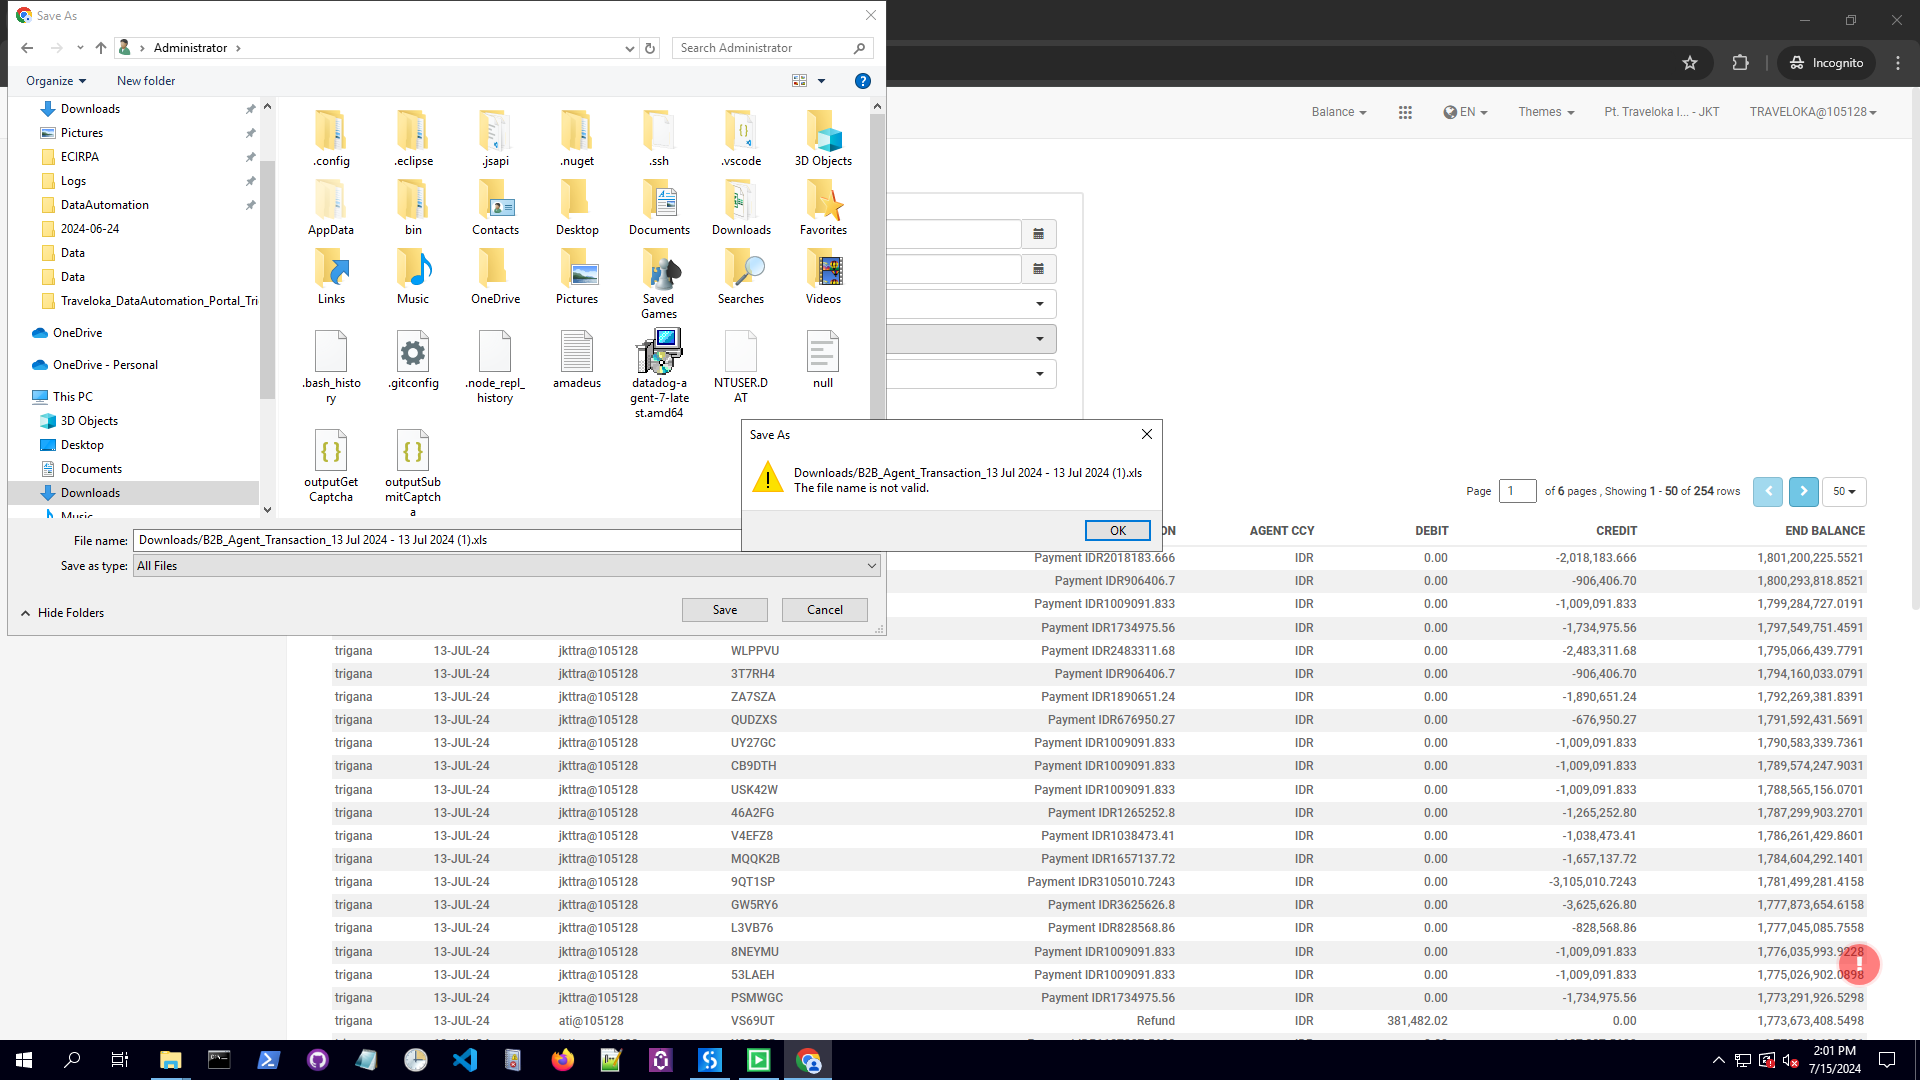 Save As
Administrator
Search Administrator
Incognito
Organize
New folder
Balance
EN
Themes
Pt. Traveloka I... - JKT
TRAVELOKA@105128
Downloads
Pictures
ECIRPA
Logs
DataAutomation
2024-06-24
Data
Data
Traveloka_DataAutomation_Portal_Tri
OneDrive
OneDrive - Personal
This PC
3D Objects
Desktop
Documents
Downloads
Music
.config
.eclipse
.jsapi
.nuget
.ssh
.vscode
3D Objects
AppData
bin
Contacts
Desktop
Documents
Downloads
Favorites
Links
Music
OneDrive
Pictures
Saved
Games
Searches
Videos
.bash_histo
ry
.gitconfig
.node_repl_
history
amadeus
datadog-a
gent-7-late
st.amd64
NTUSER.D
AT
null
outputGet
Captcha
outputSub
mitCaptch
a
File name: Downloads/B2B_Agent_Transaction_13 Jul 2024 - 13 Jul 2024 (1).xls
Save as type: All Files
Hide Folders
Save
Cancel
Save As
Downloads/B2B_Agent_Transaction_13 Jul 2024 - 13 Jul 2024 (1).xls
The file name is not valid.
OK
Page 1 of 6 pages , Showing 1 - 50 of 254 rows 50
ON AGENT CCY DEBIT CREDIT END BALANCE
Payment IDR2018183.666 IDR 0.00 -2,018,183.666 1,801,200,225.5521
Payment IDR906406.7 IDR 0.00 -906,406.70 1,800,293,818.8521
Payment IDR1009091.833 IDR 0.00 -1,009,091.833 1,799,284,727.0191
Payment IDR1734975.56 IDR 0.00 -1,734,975.56 1,797,549,751.4591
trigana 13-JUL-24 jkttra@105128 WLPPVU Payment IDR2483311.68 IDR 0.00 -2,483,311.68 1,795,066,439.7791
trigana 13-JUL-24 jkttra@105128 3T7RH4 Payment IDR906406.7 IDR 0.00 -906,406.70 1,794,160,033.0791
trigana 13-JUL-24 jkttra@105128 ZA7SZA Payment IDR1890651.24 IDR 0.00 -1,890,651.24 1,792,269,381.8391
trigana 13-JUL-24 jkttra@105128 QUDZXS Payment IDR676950.27 IDR 0.00 -676,950.27 1,791,592,431.5691
trigana 13-JUL-24 jkttra@105128 UY27GC Payment IDR1009091.833 IDR 0.00 -1,009,091.833 1,790,583,339.7361
trigana 13-JUL-24 jkttra@105128 CB9DTH Payment IDR1009091.833 IDR 0.00 -1,009,091.833 1,789,574,247.9031
trigana 13-JUL-24 jkttra@105128 USK42W Payment IDR1009091.833 IDR 0.00 -1,009,091.833 1,788,565,156.0701
trigana 13-JUL-24 jkttra@105128 46A2FG Payment IDR1265252.8 IDR 0.00 -1,265,252.80 1,787,299,903.2701
trigana 13-JUL-24 jkttra@105128 V4EFZ8 Payment IDR1038473.41 IDR 0.00 -1,038,473.41 1,786,261,429.8601
trigana 13-JUL-24 jkttra@105128 MQQK2B Payment IDR1657137.72 IDR 0.00 -1,657,137.72 1,784,604,292.1401
trigana 13-JUL-24 jkttra@105128 9QT1SP Payment IDR3105010.7243 IDR 0.00 -3,105,010.7243 1,781,499,281.4158
trigana 13-JUL-24 jkttra@105128 GW5RY6 Payment IDR3625626.8 IDR 0.00 -3,625,626.80 1,777,873,654.6158
trigana 13-JUL-24 jkttra@105128 L3VB76 Payment IDR828568.86 IDR 0.00 -828,568.86 1,777,045,085.7558
trigana 13-JUL-24 jkttra@105128 8NEYMU Payment IDR1009091.833 IDR 0.00 -1,009,091.833 1,776,035,993.9228
trigana 13-JUL-24 jkttra@105128 53LAEH Payment IDR1009091.833 IDR 0.00 -1,009,091.833 1,775,026,902.0898
trigana 13-JUL-24 jkttra@105128 PSMWGC Payment IDR1734975.56 IDR 0.00 -1,734,975.56 1,773,291,926.5298
trigana 13-JUL-24 ati@105128 VS69UT Refund IDR 381,482.02 0.00 1,773,673,408.5498
2:01 PM
7/15/2024